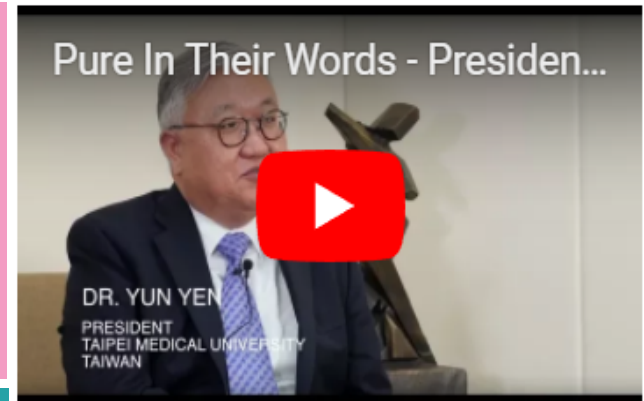 Pure In Their Words - Presiden...
DR. YUN YEN
PRESIDENT
TAIPEI MEDICAL UNIVERSITY
TAIWAN